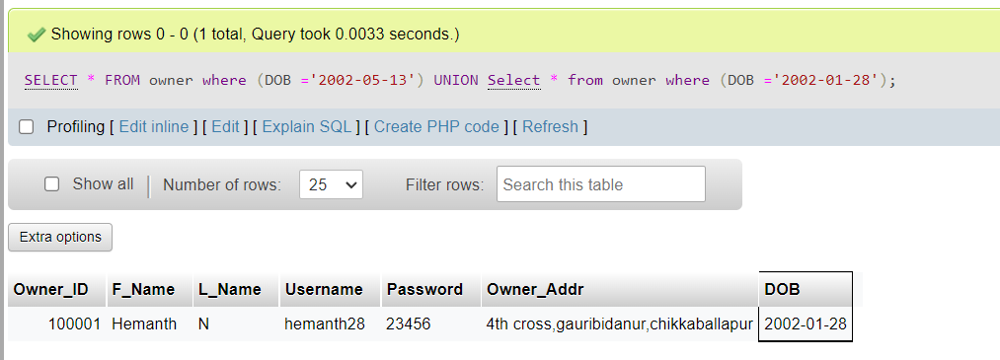 Showing rows 0 - 0 (1 total, Query took 0.0033 seconds.)
SELECT * FROM owner where (DOB ='2002-05-13') UNION Select * from owner where (DOB ='2002-01-28');
Profiling [ Edit inline ] [ Edit ] [ Explain SQL ] [ Create PHP code ] [ Refresh ]
Show all | Number of rows: 25 Filter rows: Search this table
Extra options
Owner_ID F_Name L_Name Username Password Owner_Addr DOB
100001 Hemanth N hemanth28 23456 4th cross,gauribidanur,chikkaballapur 2002-01-28